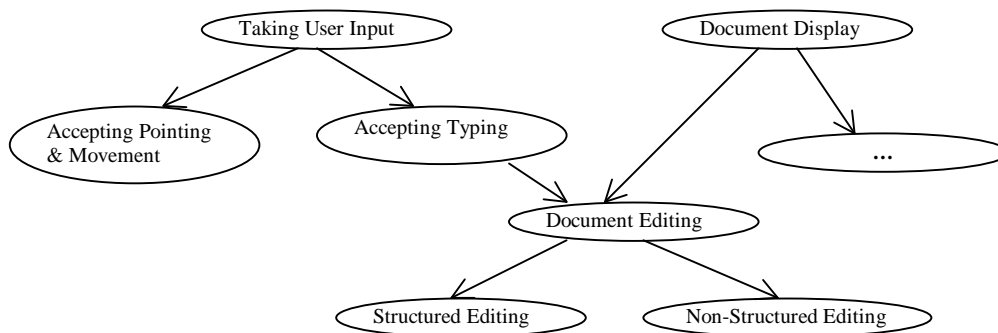 Taking User Input
Document Display
Accepting Pointing
& Movement
Accepting Typing
...
Document Editing
Structured Editing
Non-Structured Editing